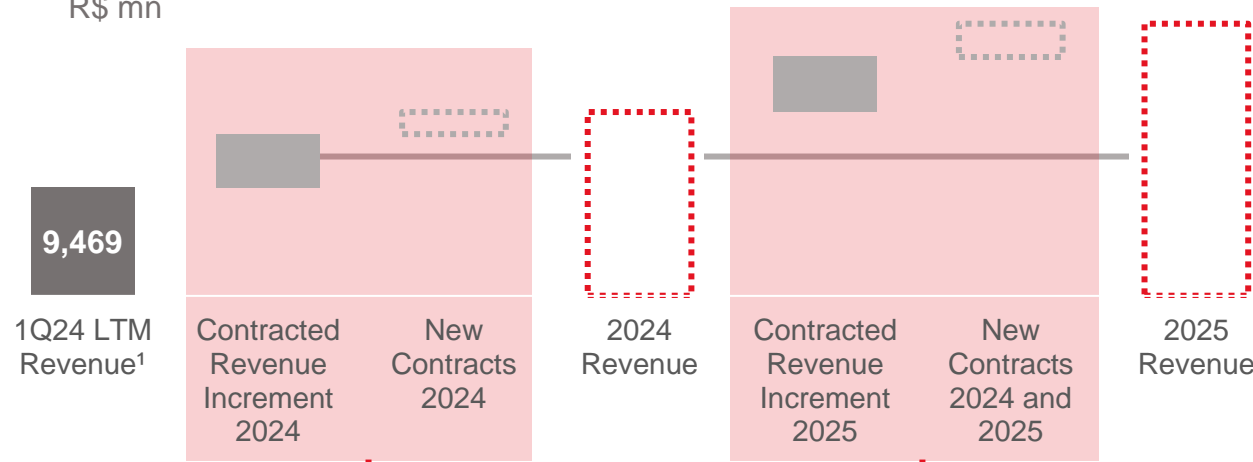 R$ mn
9,469
1Q24 LTM
Revenue¹
Contracted
Revenue
Increment
2024
New
Contracts
2024
2024
Revenue
Contracted
Revenue
Increment
2025
New
Contracts
2024 and
2025
2025
Revenue